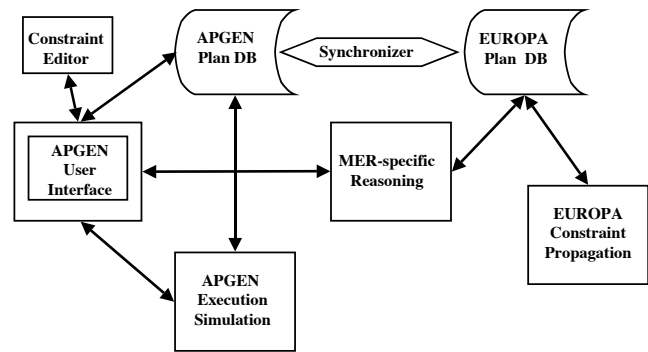 Constraint
Editor
APGEN
Plan DB
Synchronizer
EUROPA
Plan DB
APGEN
User
Interface
MER-specific
Reasoning
EUROPA
Constraint
Propagation
APGEN
Execution
Simulation